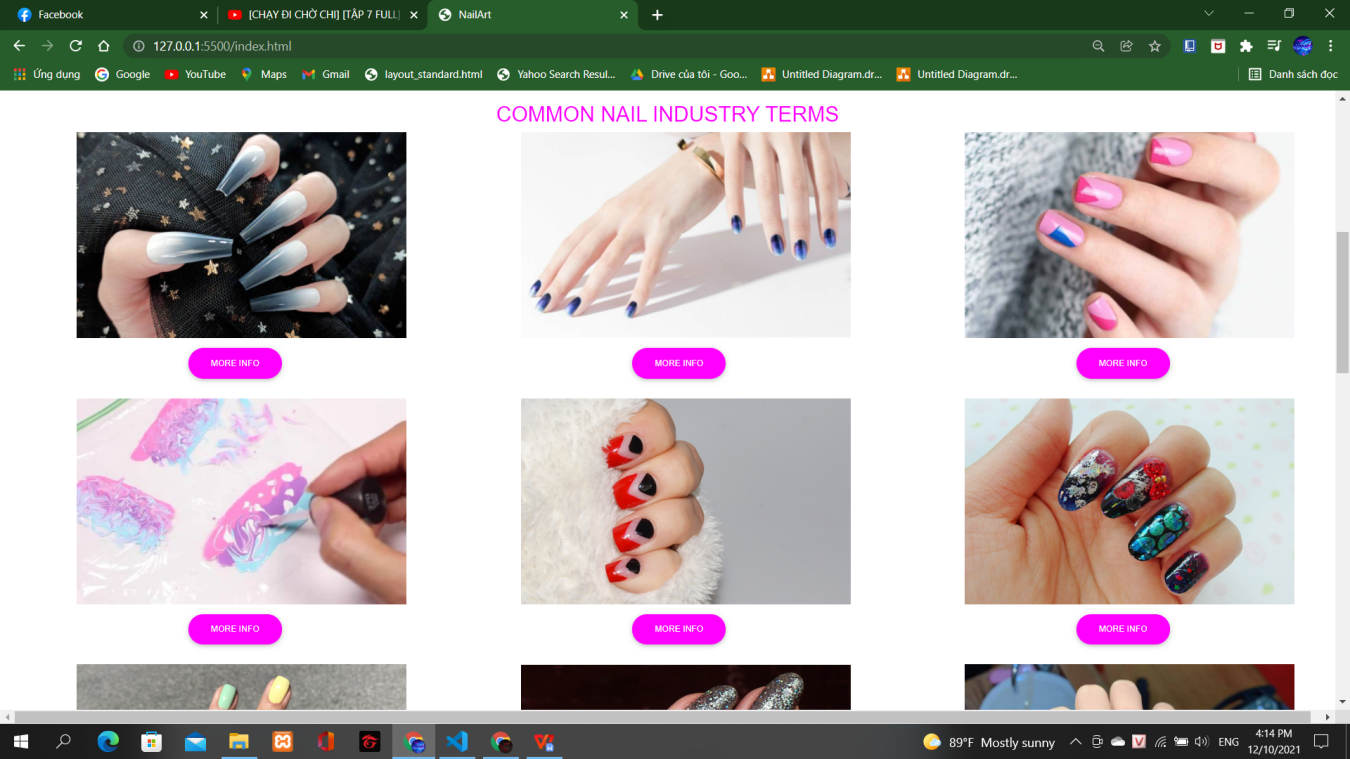 Facebook
[CHẠY ĐI CHỜ CHI] [TẬP 7 FULL]
NailArt
127.0.0.1:5500/index.html
Ứng dụng
Google
YouTube
Maps
Gmail
layout_standard.html
Yahoo Search Resul...
Drive của tôi - Goo...
Untitled Diagram.dr...
Untitled Diagram.dr...
Danh sách đọc
COMMON NAIL INDUSTRY TERMS
MORE INFO
MORE INFO
MORE INFO
MORE INFO
MORE INFO
MORE INFO
89°F Mostly sunny
ENG
4:14 PM
12/10/2021